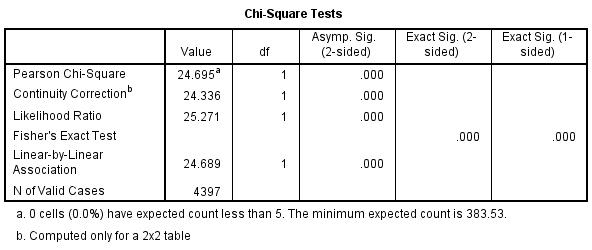 Chi-Square Tests
Value df Asymp. Sig. (2-sided) Exact Sig. (2-sided) Exact Sig. (1-sided)
Pearson Chi-Square 24.695a 1 .000
Continuity Correctionb 24.336 1 .000
Likelihood Ratio 25.271 1 .000
Fisher's Exact Test .000 .000
Linear-by-Linear
Association 24.689 1 .000
N of Valid Cases 4397
a. 0 cells (0.0%) have expected count less than 5. The minimum expected count is 383.53.
b. Computed only for a 2x2 table